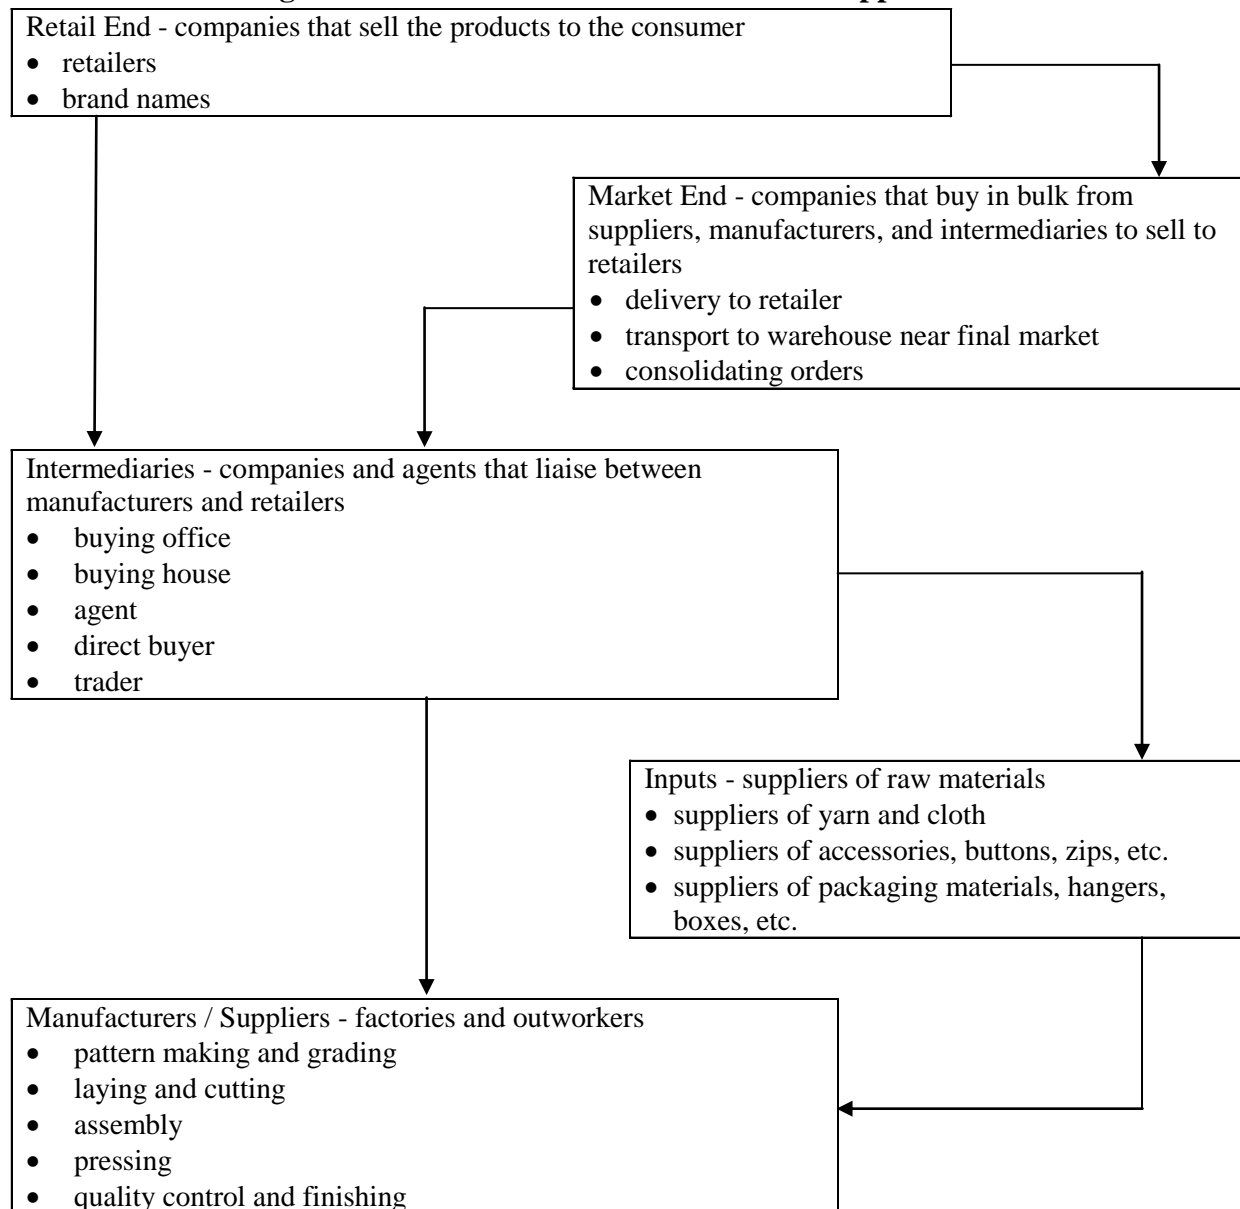 Retail End - companies that sell the products to the consumer
• retailers
• brand names
Market End - companies that buy in bulk from
suppliers, manufacturers, and intermediaries to sell to
retailers
• delivery to retailer
• transport to warehouse near final market
• consolidating orders
Intermediaries - companies and agents that liaise between
manufacturers and retailers
• buying office
• buying house
• agent
• direct buyer
• trader
Inputs - suppliers of raw materials
• suppliers of yarn and cloth
• suppliers of accessories, buttons, zips, etc.
• suppliers of packaging materials, hangers,
boxes, etc.
Manufacturers / Suppliers - factories and outworkers
• pattern making and grading
• laying and cutting
• assembly
• pressing
• quality control and finishing